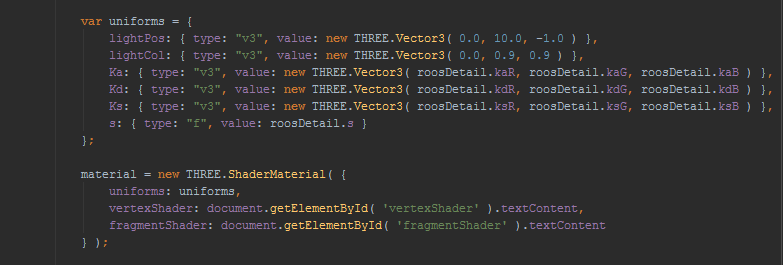 var uniforms = {
lightPos: { type: "v3", value: new THREE.Vector3( 0.0, 10.0, -1.0 ) },
lightCol: { type: "v3", value: new THREE.Vector3( 0.0, 0.9, 0.9 ) },
Ka: { type: "v3", value: new THREE.Vector3( roosDetail.kaR, roosDetail.kaG, roosDetail.kaB ) },
Kd: { type: "v3", value: new THREE.Vector3( roosDetail.kdR, roosDetail.kdG, roosDetail.kdB ) },
Ks: { type: "v3", value: new THREE.Vector3( roosDetail.ksR, roosDetail.ksG, roosDetail.ksB ) },
s: { type: "f", value: roosDetail.s }
};
material = new THREE.ShaderMaterial( {
uniforms: uniforms,
vertexShader: document.getElementById( 'vertexShader' ).textContent,
fragmentShader: document.getElementById( 'fragmentShader' ).textContent
} );